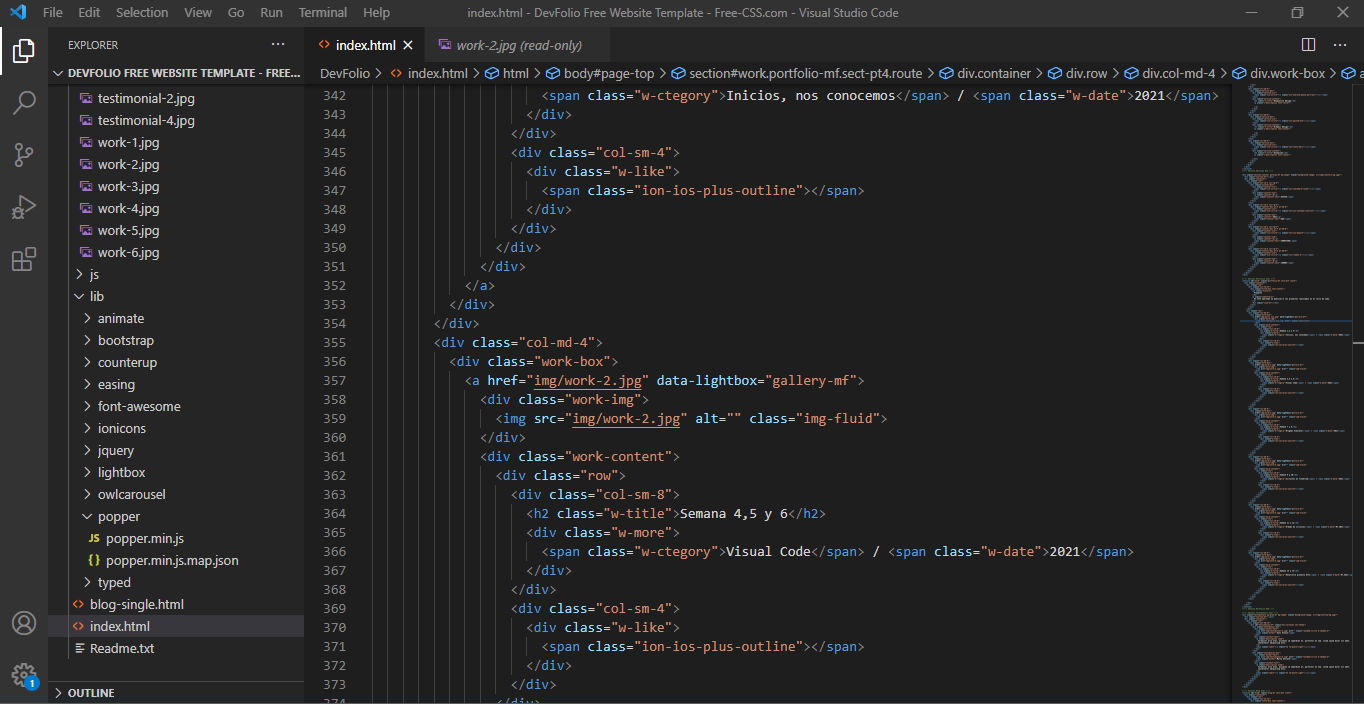 File Edit Selection View Go Run Terminal Help index.html - DevFolio Free Website Template - Free-CSS.com - Visual Studio Code
EXPLORER
DEVFOLIO FREE WEBSITE TEMPLATE - FREE...
testimonial-2.jpg
testimonial-4.jpg
work-1.jpg
work-2.jpg
work-3.jpg
work-4.jpg
work-5.jpg
work-6.jpg
js
lib
animate
bootstrap
counterup
easing
font-awesome
ionicons
jquery
lightbox
owlcarousel
popper
JS popper.min.js
{} popper.min.js.map.json
typed
<> blog-single.html
<> index.html
Readme.txt
OUTLINE
1
<> index.html × work-2.jpg (read-only)
DevFolio > <> index.html > html > body#page-top > section#work.portfolio-mf.sect-pt4.route > div.container > div.row > div.col-md-4 > div.work-box >
342 <span class="w-ctegory">Inicios, nos conocemos</span> / <span class="w-date">2021</span>
343 </div>
344 </div>
345 <div class="col-sm-4">
346 <div class="w-like">
347 <span class="ion-ios-plus-outline"></span>
348 </div>
349 </div>
350 </div>
351 </div>
352 </a>
353 </div>
354 </div>
355 <div class="col-md-4">
356 <div class="work-box">
357 <a href="img/work-2.jpg" data-lightbox="gallery-mf">
358 <div class="work-img">
359 <img src="img/work-2.jpg" alt="" class="img-fluid">
360 </div>
361 <div class="work-content">
362 <div class="row">
363 <div class="col-sm-8">
364 <h2 class="w-title">Semana 4,5 y 6</h2>
365 <div class="w-more">
366 <span class="w-ctegory">Visual Code</span> / <span class="w-date">2021</span>
367 </div>
368 </div>
369 <div class="col-sm-4">
370 <div class="w-like">
371 <span class="ion-ios-plus-outline"></span>
372 </div>
373 </div>
374 </div>